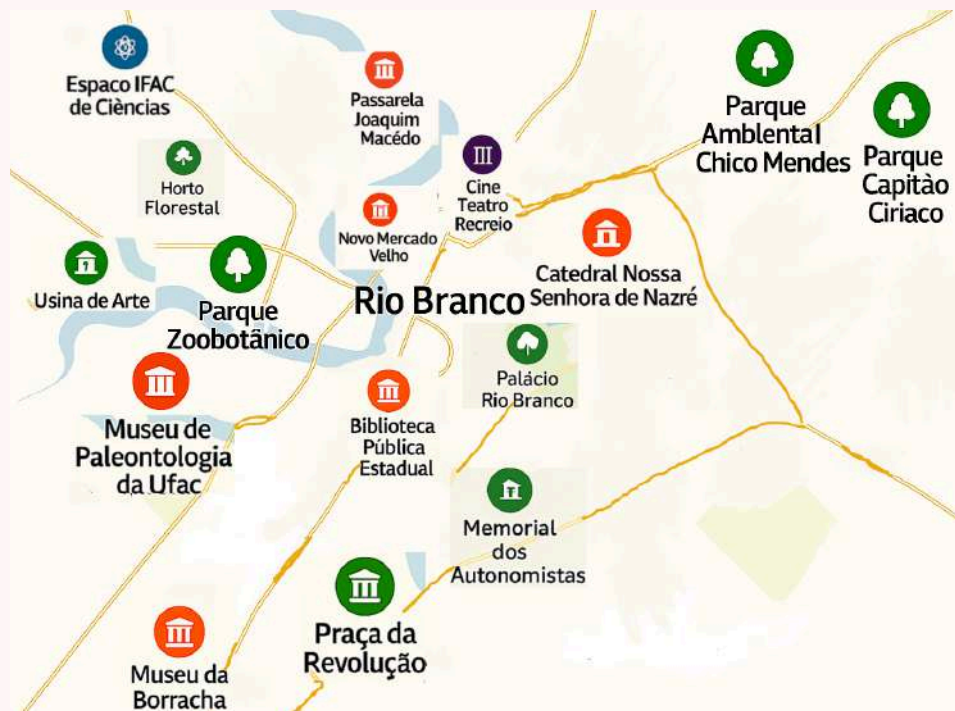 Espaco IFAC
de Ciències
Passarela
Joaquim
Macédo
Parque
Amblental
Chico Mendes
Parque
Capitào
Ciriaco
Horto
Florestal
Cine
Teatro
Recreio
Novo Mercado
Velho
Catedral Nossa
Senhora de Nazré
Usina de Arte
Parque
Zoobotânico
Rio Branco
Palácio
Rio Branco
Museu de
Paleontologia
da Ufac
Biblioteca
Pública
Estadual
Memorial
dos
Autonomistas
Praça da
Revolução
Museu da
Borracha